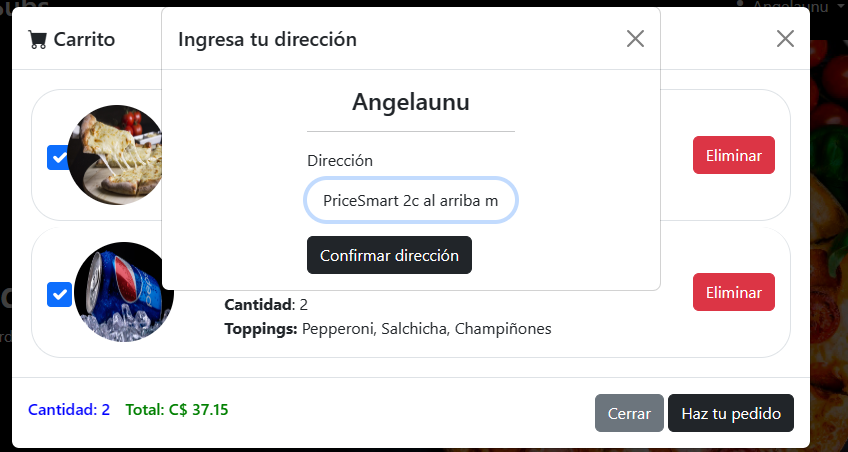 Angelaunu
Carrito
Ingresa tu dirección
Angelaunu
Dirección
PriceSmart 2c al arriba m
Confirmar dirección
Eliminar
pepsi
Eliminar
Cantidad: 2
Toppings: Pepperoni, Salchicha, Champiñones
Cantidad: 2 Total: C$ 37.15
Cerrar
Haz tu pedido